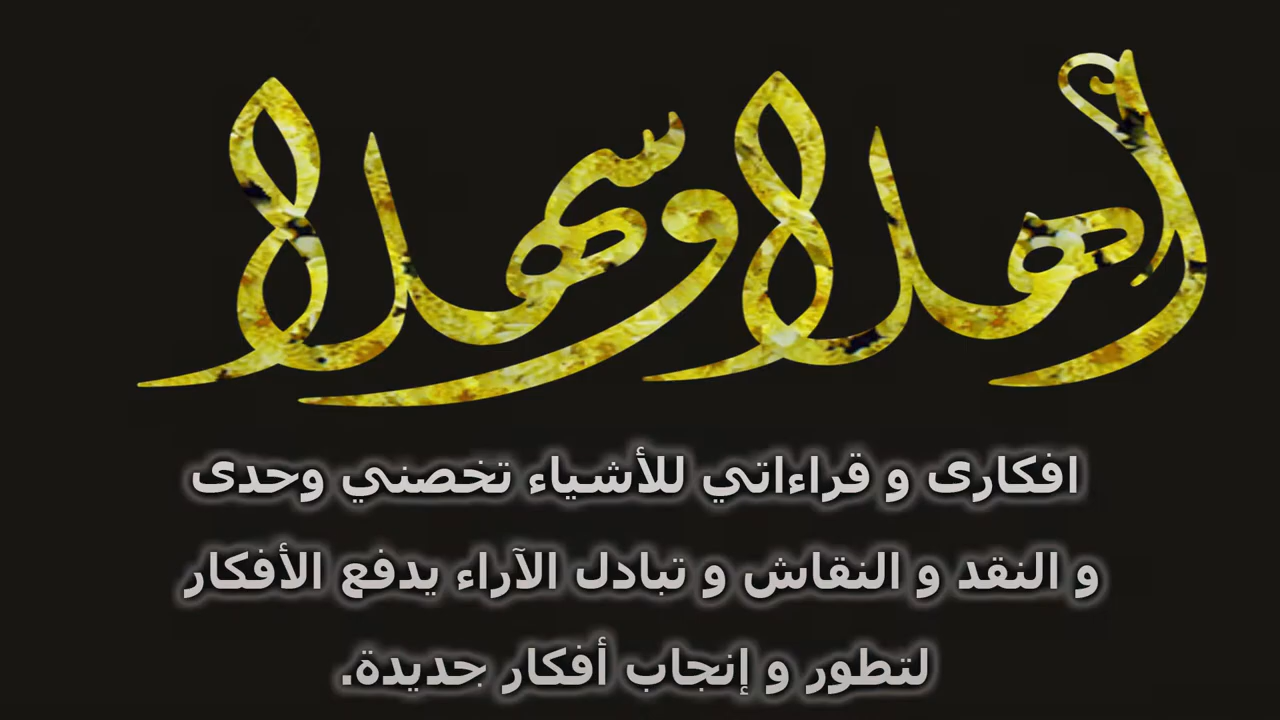 أهلا وسهلا
افكارى و قراءاتي للأشياء تخصني وحدى
و النقد و النقاش و تبادل الآراء يدفع الأفكار
لتطور و إنجاب أفكار جديدة.